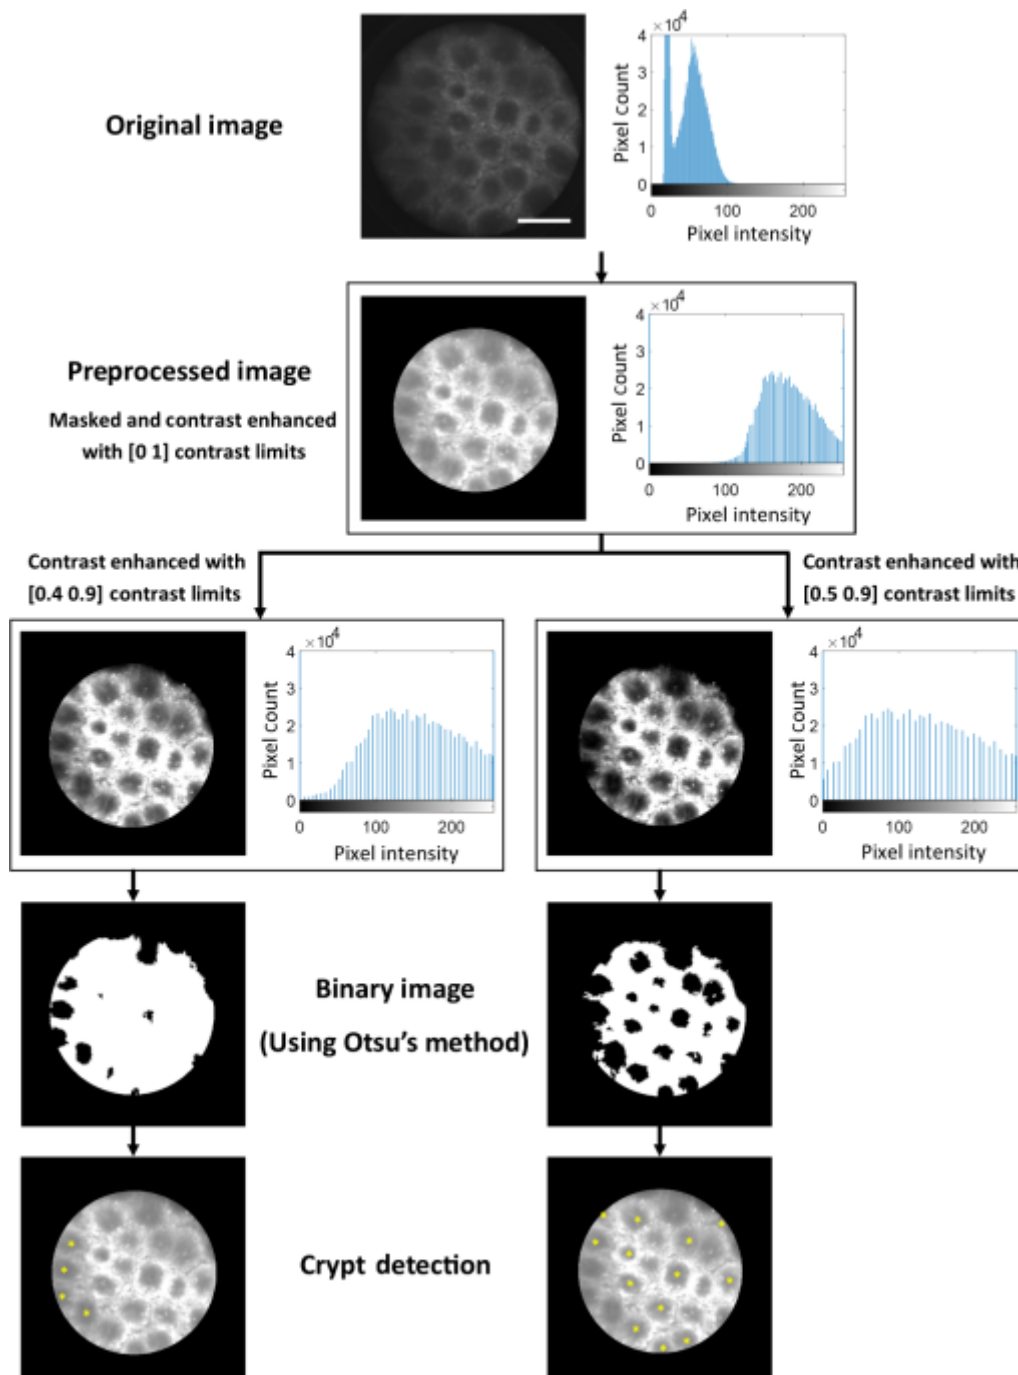 Original image
×10⁴
4
3
2
1
0
Pixel count
0 100 200
Pixel intensity
Preprocessed image
Masked and contrast enhanced
with [0 1] contrast limits
×10⁴
4
3
2
1
0
Pixel count
0 100 200
Pixel intensity
Contrast enhanced with
[0.4 0.9] contrast limits
Contrast enhanced with
[0.5 0.9] contrast limits
×10⁴
4
3
2
1
0
Pixel count
0 100 200
Pixel intensity
×10⁴
4
3
2
1
0
Pixel count
0 100 200
Pixel intensity
Binary image
(Using Otsu's method)
Crypt detection